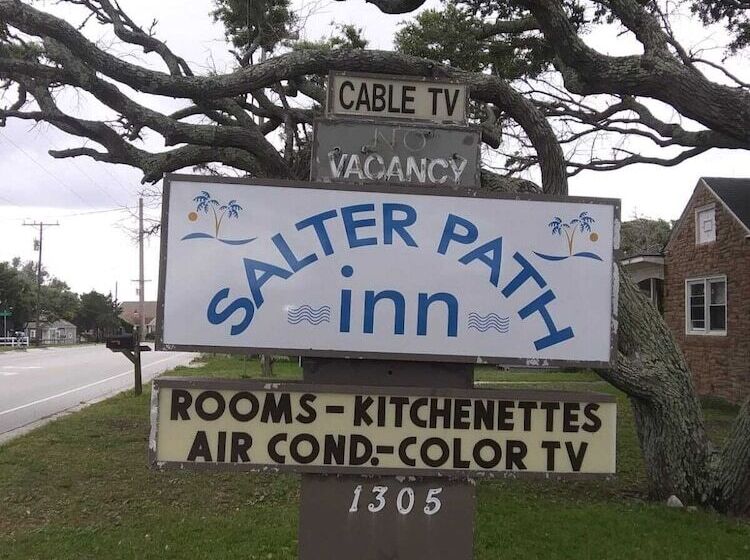 CABLE TV
NO
VACANCY
SALTER PATH
inn
ROOMS-KITCHENETTES
AIR COND.-COLOR TV
1305